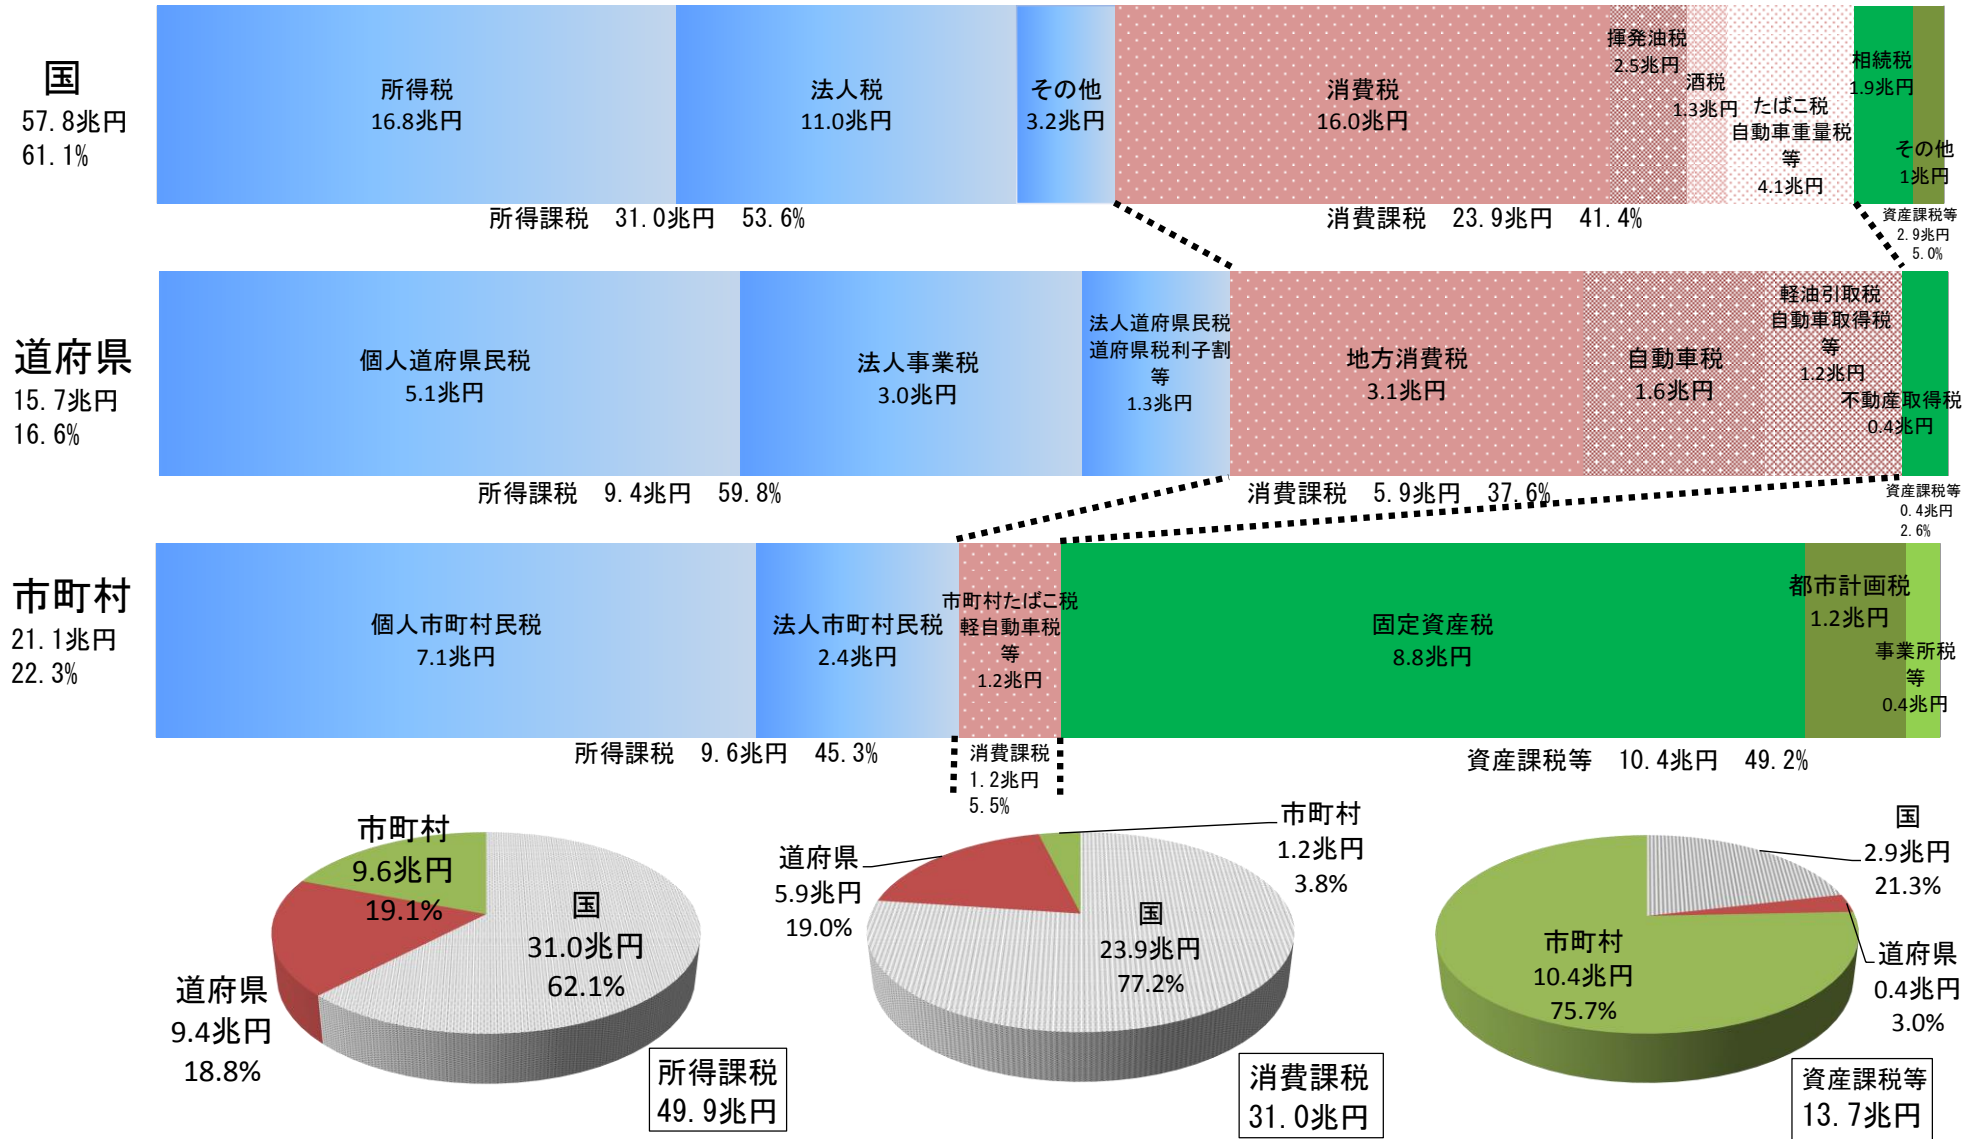 国
57.8兆円
61.1%
所得税
16.8兆円
法人税
11.0兆円
その他
3.2兆円
消費税
16.0兆円
揮発油税
2.5兆円
酒税
1.3兆円
たばこ税
自動車重量税
等
4.1兆円
相続税
1.9兆円
その他
1兆円
所得課税 31.0兆円 53.6%
消費課税 23.9兆円 41.4%
資産課税等
2.9兆円
5.0%
道府県
15.7兆円
16.6%
個人道府県民税
5.1兆円
法人事業税
3.0兆円
法人道府県民税
道府県税利子割
等
1.3兆円
地方消費税
3.1兆円
自動車税
1.6兆円
軽油引取税
自動車取得税
等
1.2兆円
不動産取得税
0.4兆円
所得課税 9.4兆円 59.8%
消費課税 5.9兆円 37.6%
資産課税等
0.4兆円
2.6%
市町村
21.1兆円
22.3%
個人市町村民税
7.1兆円
法人市町村民税
2.4兆円
市町村たばこ税
軽自動車税
等
1.2兆円
固定資産税
8.8兆円
都市計画税
1.2兆円
事業所税
等
0.4兆円
所得課税 9.6兆円 45.3%
消費課税
1.2兆円
5.5%
資産課税等 10.4兆円 49.2%
市町村
9.6兆円
19.1%
国
31.0兆円
62.1%
道府県
9.4兆円
18.8%
所得課税
49.9兆円
道府県
5.9兆円
19.0%
市町村
1.2兆円
3.8%
国
23.9兆円
77.2%
消費課税
31.0兆円
国
2.9兆円
21.3%
市町村
10.4兆円
75.7%
道府県
0.4兆円
3.0%
資産課税等
13.7兆円